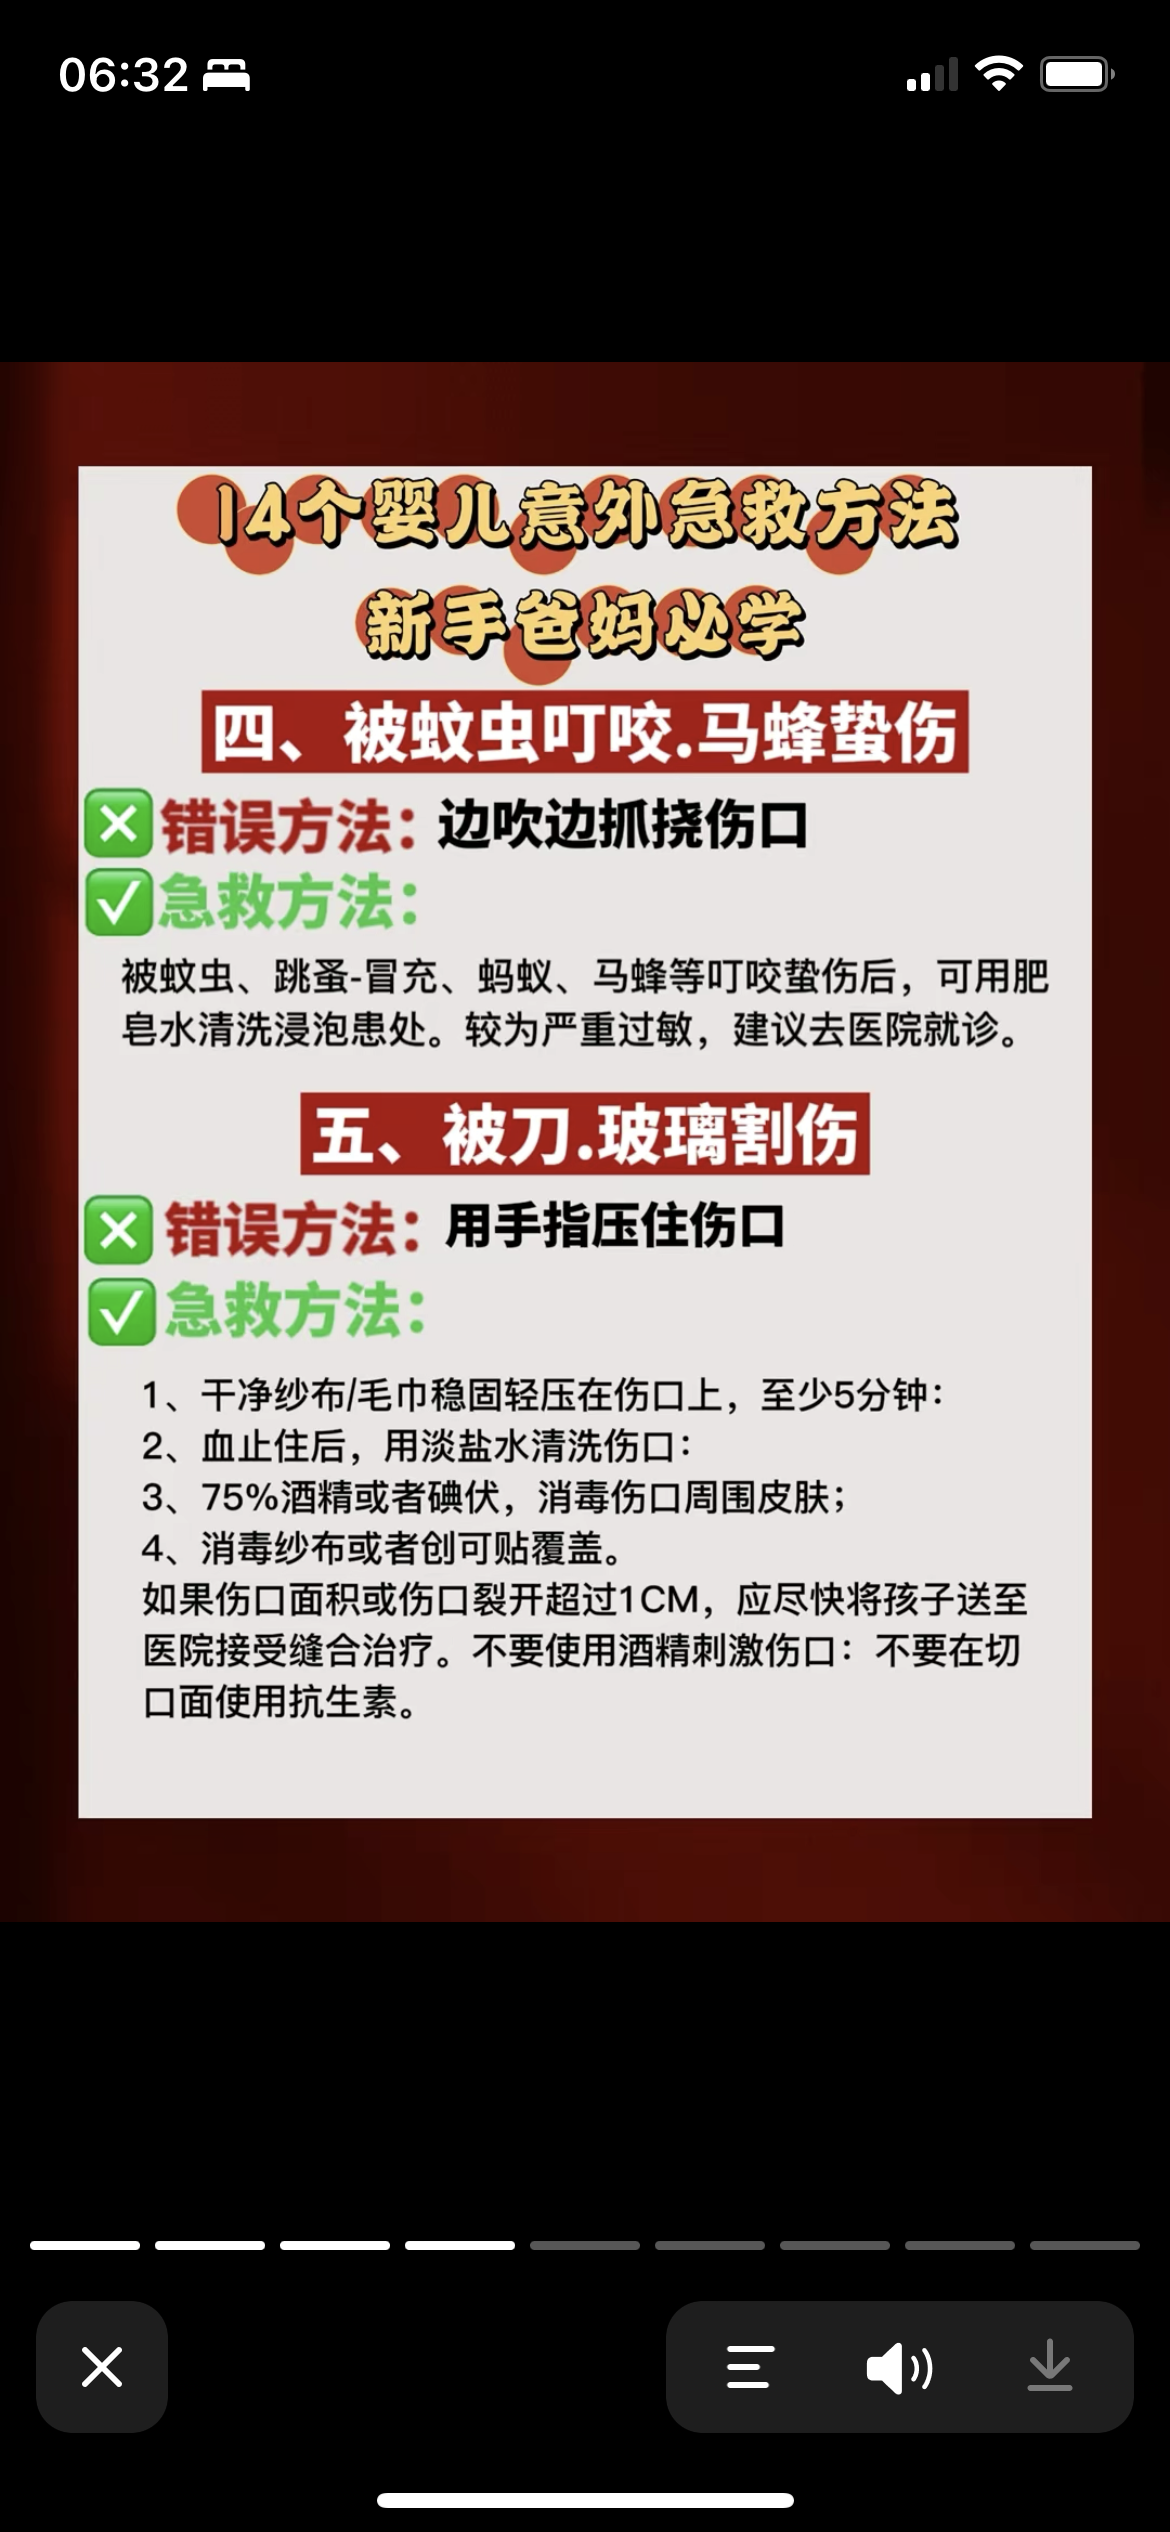 06:32
14个婴儿意外急救方法
新手爸妈必学
四、被蚊虫叮咬.马蜂蛰伤
错误方法：边吹边抓挠伤口
急救方法：
被蚊虫、跳蚤-冒充、蚂蚁、马蜂等叮咬蛰伤后，可用肥
皂水清洗浸泡患处。较为严重过敏，建议去医院就诊。
五、被刀.玻璃割伤
错误方法：用手指压住伤口
急救方法：
1、干净纱布/毛巾稳固轻压在伤口上，至少5分钟：
2、血止住后，用淡盐水清洗伤口：
3、75%酒精或者碘伏，消毒伤口周围皮肤；
4、消毒纱布或者创可贴覆盖。
如果伤口面积或伤口裂开超过1CM，应尽快将孩子送至
医院接受缝合治疗。不要使用酒精刺激伤口：不要在切
口面使用抗生素。